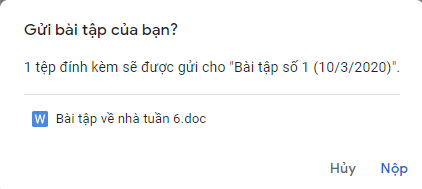 Gửi bài tập của bạn?
1 tệp đính kèm sẽ được gửi cho "Bài tập số 1 (10/3/2020)".
W Bài tập về nhà tuần 6.doc
Hủy Nộp